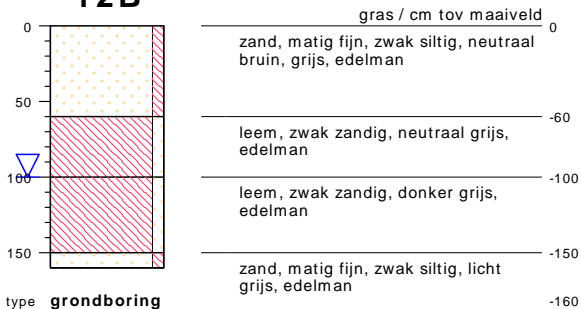 gras / cm tov maaiveld
0
0
zand, matig fijn, zwak siltig, neutraal
bruin, grijs, edelman
50
-60
leem, zwak zandig, neutraal grijs,
edelman
100
-100
leem, zwak zandig, donker grijs,
edelman
150
-150
zand, matig fijn, zwak siltig, licht
grijs, edelman
type grondboring
-160